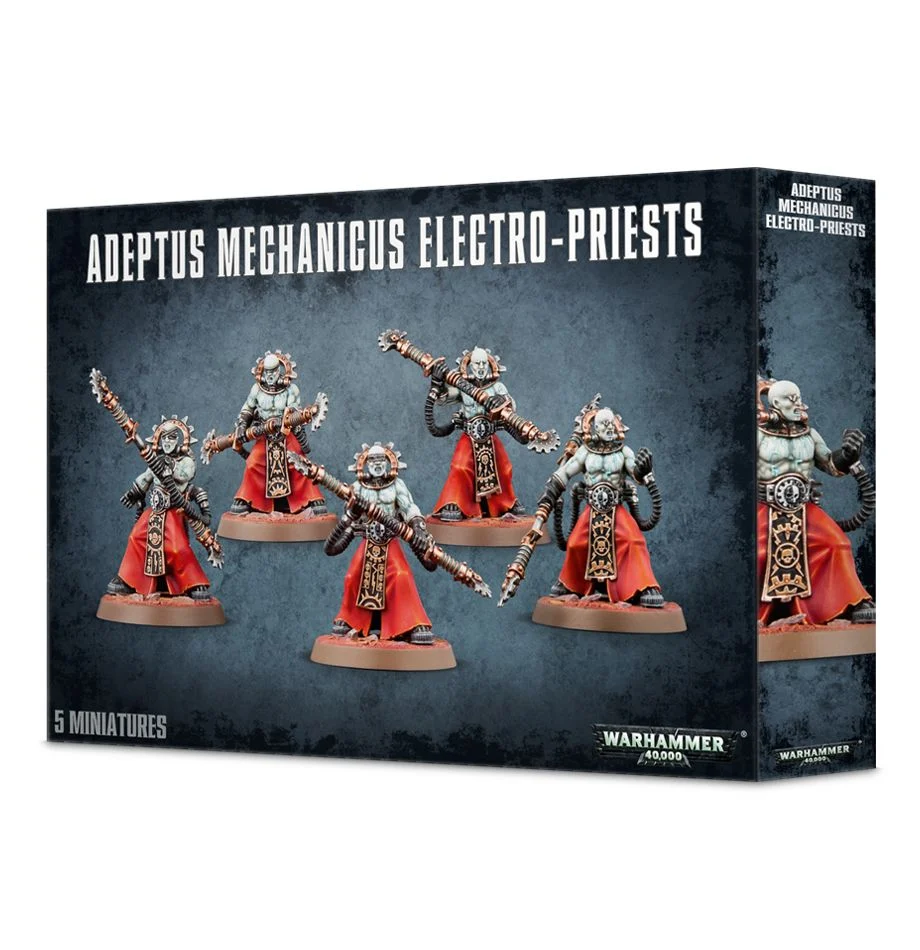 ADEPTUS MECHANICUS ELECTRO-PRIESTS
5 MINIATURES
WARHAMMER
40,000
®
ADEPTUS
MECHANICUS
ELECTRO-PRIESTS
WARHAMMER
40,000